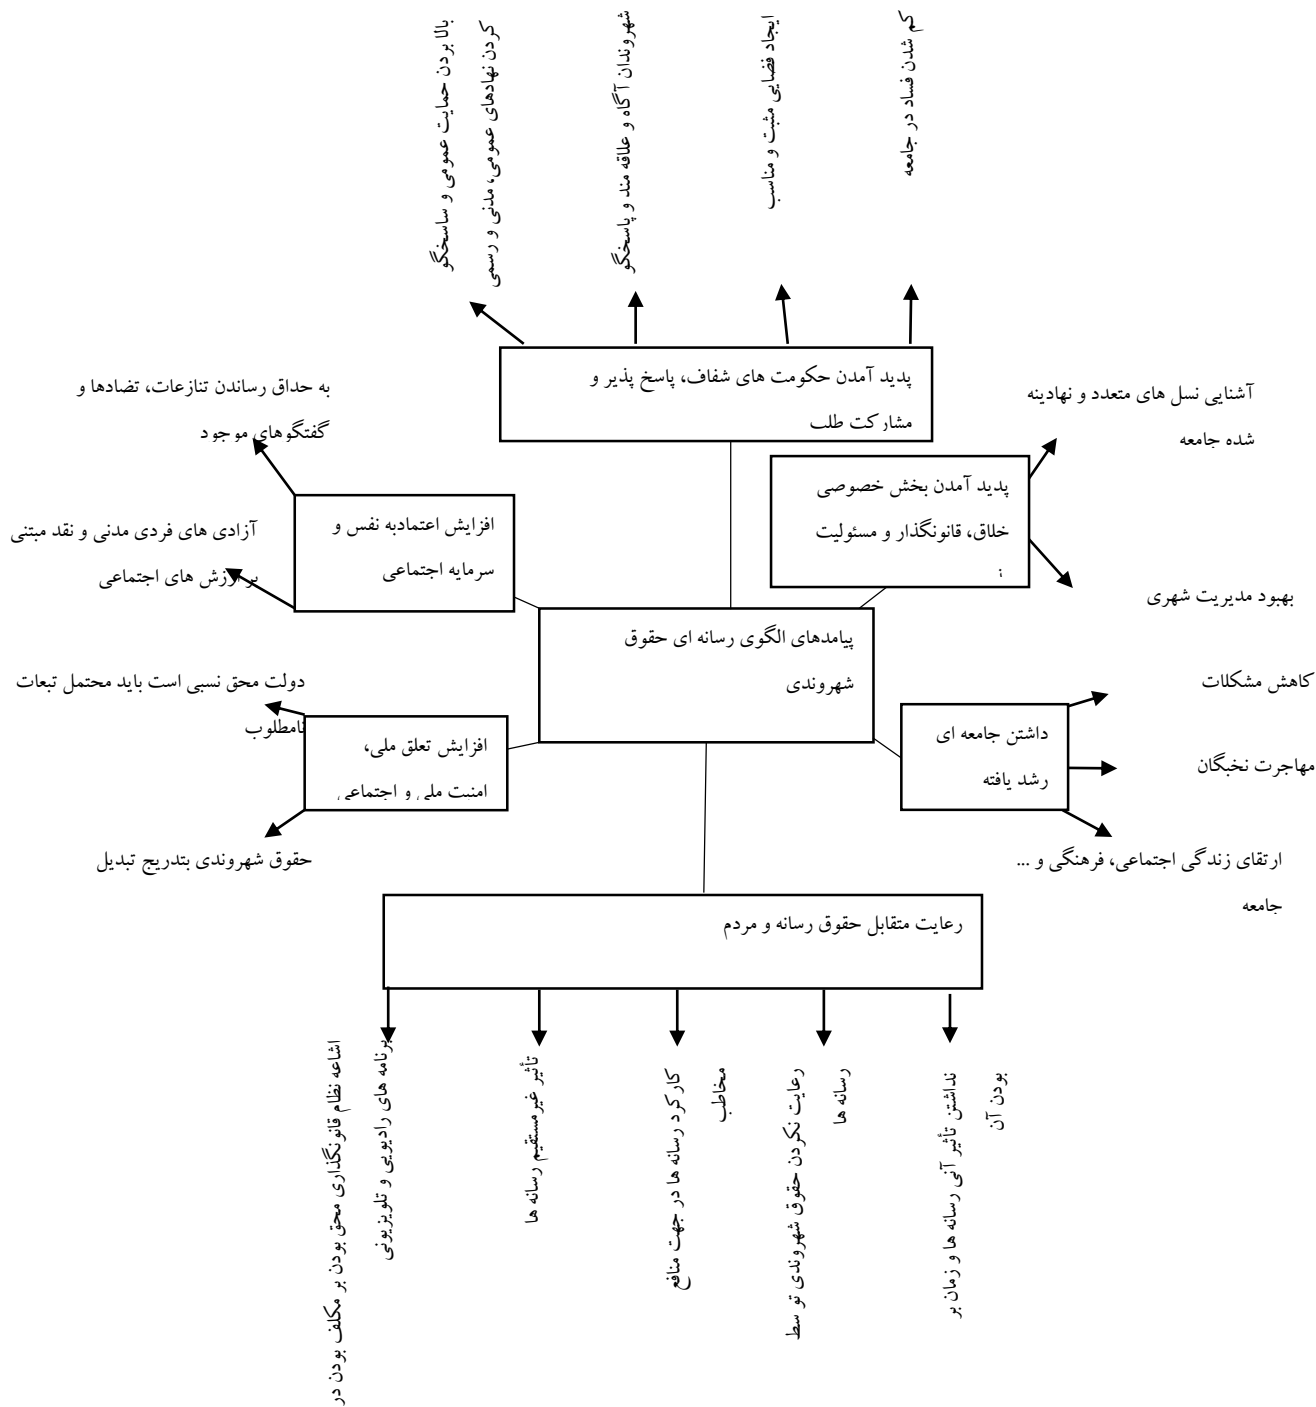 بالا بردن حمایت عمومی و ساسخگو
کردن نهادهای عمومی، مدنی و رسمی
شهروندان آگاه و علاقه مند و پاسخگو
ایجاد فضایی مثبت و مناسب
کم شدن فساد در جامعه
پدید آمدن حکومت های شفاف، پاسخ پذیر و
مشارکت طلب
به حداق رساندن تنازعات، تضادها و
گفتگوهای موجود
آشنایی نسل های متعدد و نهادینه
شده جامعه
پدید آمدن بخش خصوصی
خلاق، قانونگذار و مسئولیت
افزایش اعتمادبه نفس و
سرمایه اجتماعی
آزادی های فردی مدنی و نقد مبتنی
بر ارزش های اجتماعی
بهبود مدیریت شهری
پیامدهای الگوی رسانه ای حقوق
شهروندی
دولت محق نسبی است باید محتمل تبعات
نامطلوب
افزایش تعلق ملی،
امنیت ملی و اجتماعی
حقوق شهروندی بتدریج تبدیل
داشتن جامعه ای
رشد یافته
کاهش مشکلات
مهاجرت نخبگان
ارتقای زندگی اجتماعی، فرهنگی و ...
جامعه
رعایت متقابل حقوق رسانه و مردم
اشاعه نظام قانونگذاری محق بودن بر مکلف بودن در
برنامه های رادیویی و تلویزیونی
تأثیر غیرمستقیم رسانه ها
کارکرد رسانه ها در جهت منافع
مخاطب
رعایت نکردن حقوق شهروندی تو سط
رسانه ها
نداشتن تأثیر آنی رسانه ها و زمان بر
بودن آن